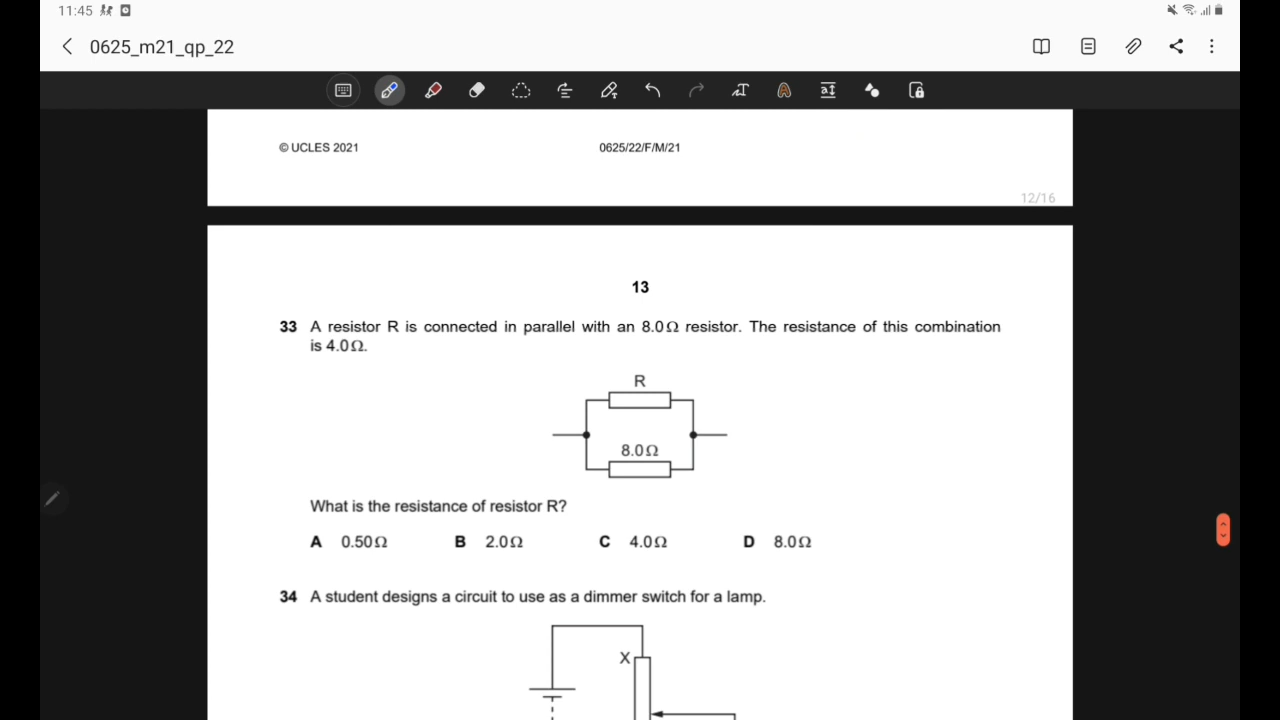 11:45
0625_m21_qp_22
© UCLES 2021
0625/22/F/M/21
12/16
13
33 A resistor R is connected in parallel with an 8.0Ω resistor. The resistance of this combination
is 4.0Ω.
R
8.0Ω
What is the resistance of resistor R?
A 0.50Ω B 2.0Ω C 4.0Ω D 8.0Ω
34 A student designs a circuit to use as a dimmer switch for a lamp.
X